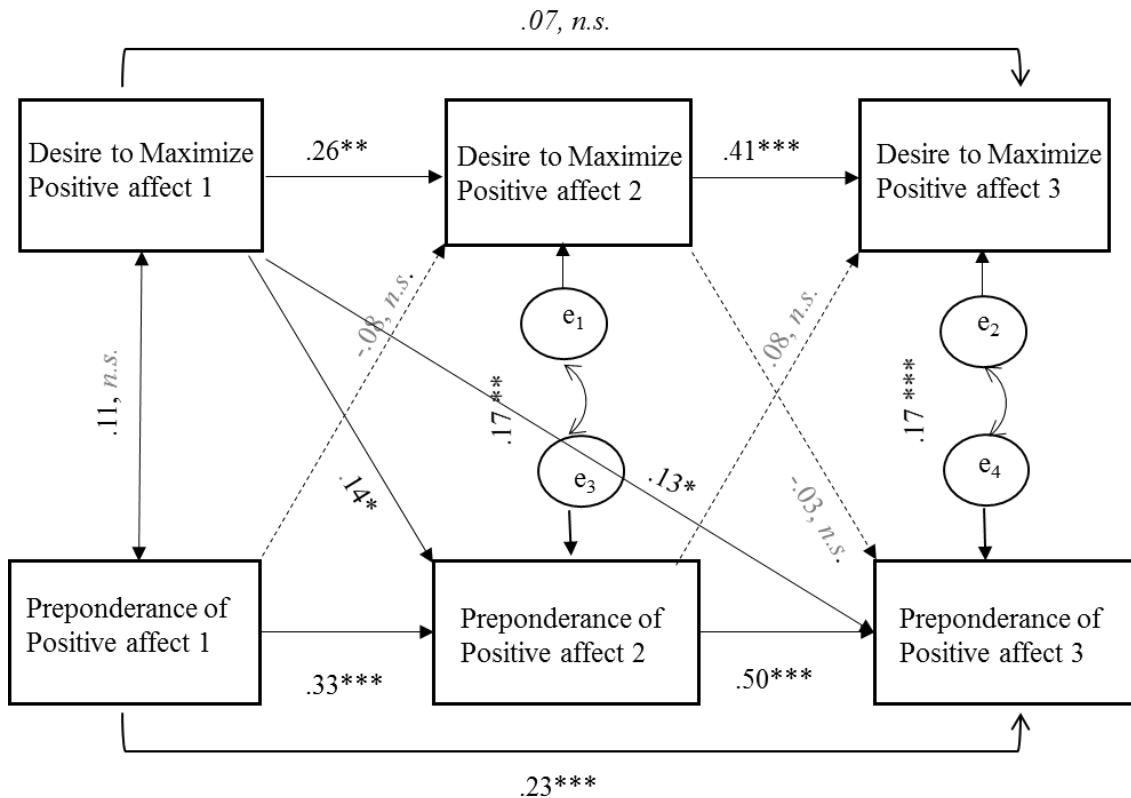 .07, n.s.
Desire to Maximize
Positive affect 1
.26**
Desire to Maximize
Positive affect 2
.41***
Desire to Maximize
Positive affect 3
.11, n.s.
-.08, n.s.
.14*
e1
.17 **
e3
.13*
.08, n.s.
-.03, n.s.
e2
.17 ***
e4
Preponderance of
Positive affect 1
.33***
Preponderance of
Positive affect 2
.50***
Preponderance of
Positive affect 3
.23***